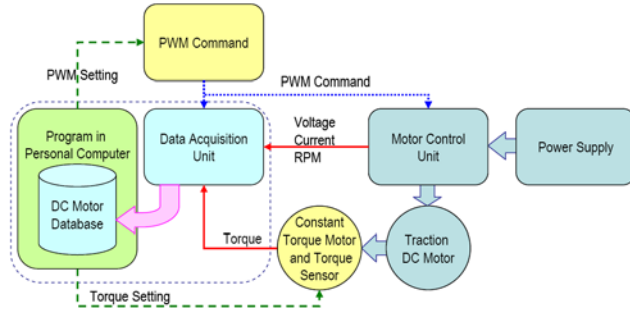 PWM Command
PWM Setting
PWM Command
Program in
Personal Computer
DC Motor
Database
Data Acquisition
Unit
Voltage
Current
RPM
Motor Control
Unit
Power Supply
Torque
Constant
Torque Motor
and Torque
Sensor
Traction
DC Motor
Torque Setting